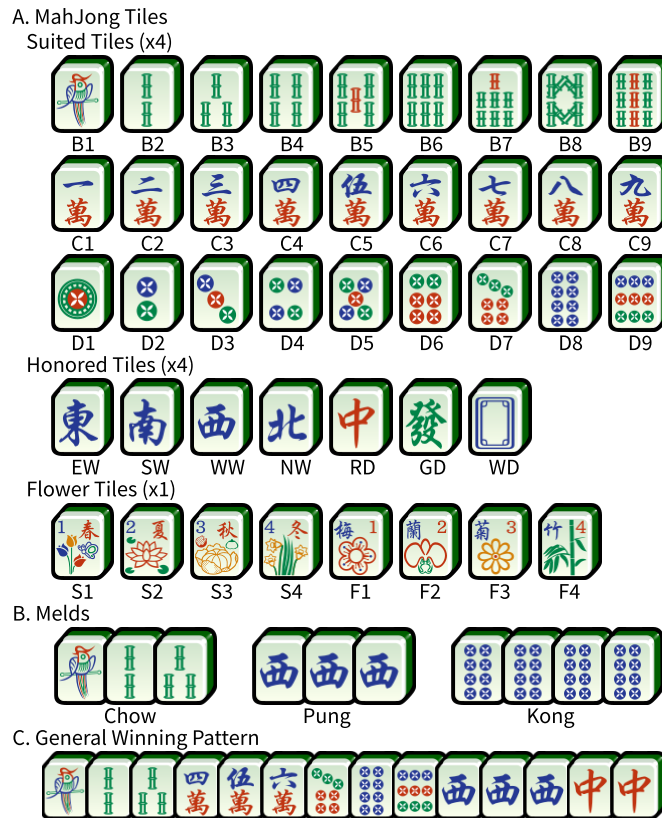 A. MahJong Tiles
Suited Tiles (x4)
B1 B2 B3 B4 B5 B6 B7 B8 B9
一萬 二萬 三萬 四萬 伍萬 六萬 七萬 八萬 九萬
C1 C2 C3 C4 C5 C6 C7 C8 C9
D1 D2 D3 D4 D5 D6 D7 D8 D9
Honored Tiles (x4)
東 南 西 北 中 發
EW SW WW NW RD GD WD
Flower Tiles (x1)
1 春 2 夏 3 秋 4 冬 梅 1 蘭 2 菊 3 竹 4
S1 S2 S3 S4 F1 F2 F3 F4
B. Melds
西 西 西
Chow Pung Kong
C. General Winning Pattern
四萬 伍萬 六萬 西 西 西 中 中